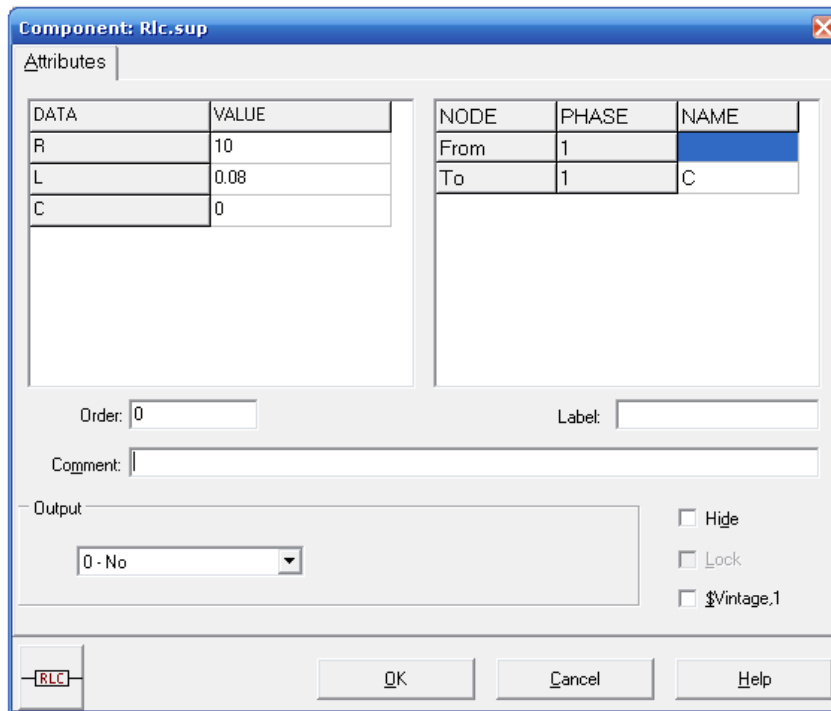 Component: Rlc.sup
Attributes
DATA VALUE
R 10
L 0.08
C 0
NODE PHASE NAME
From 1
To 1 C
Order: 0
Label:
Comment:
Output
0 - No
Hide
Lock
$Vintage,1
RLC
OK
Cancel
Help